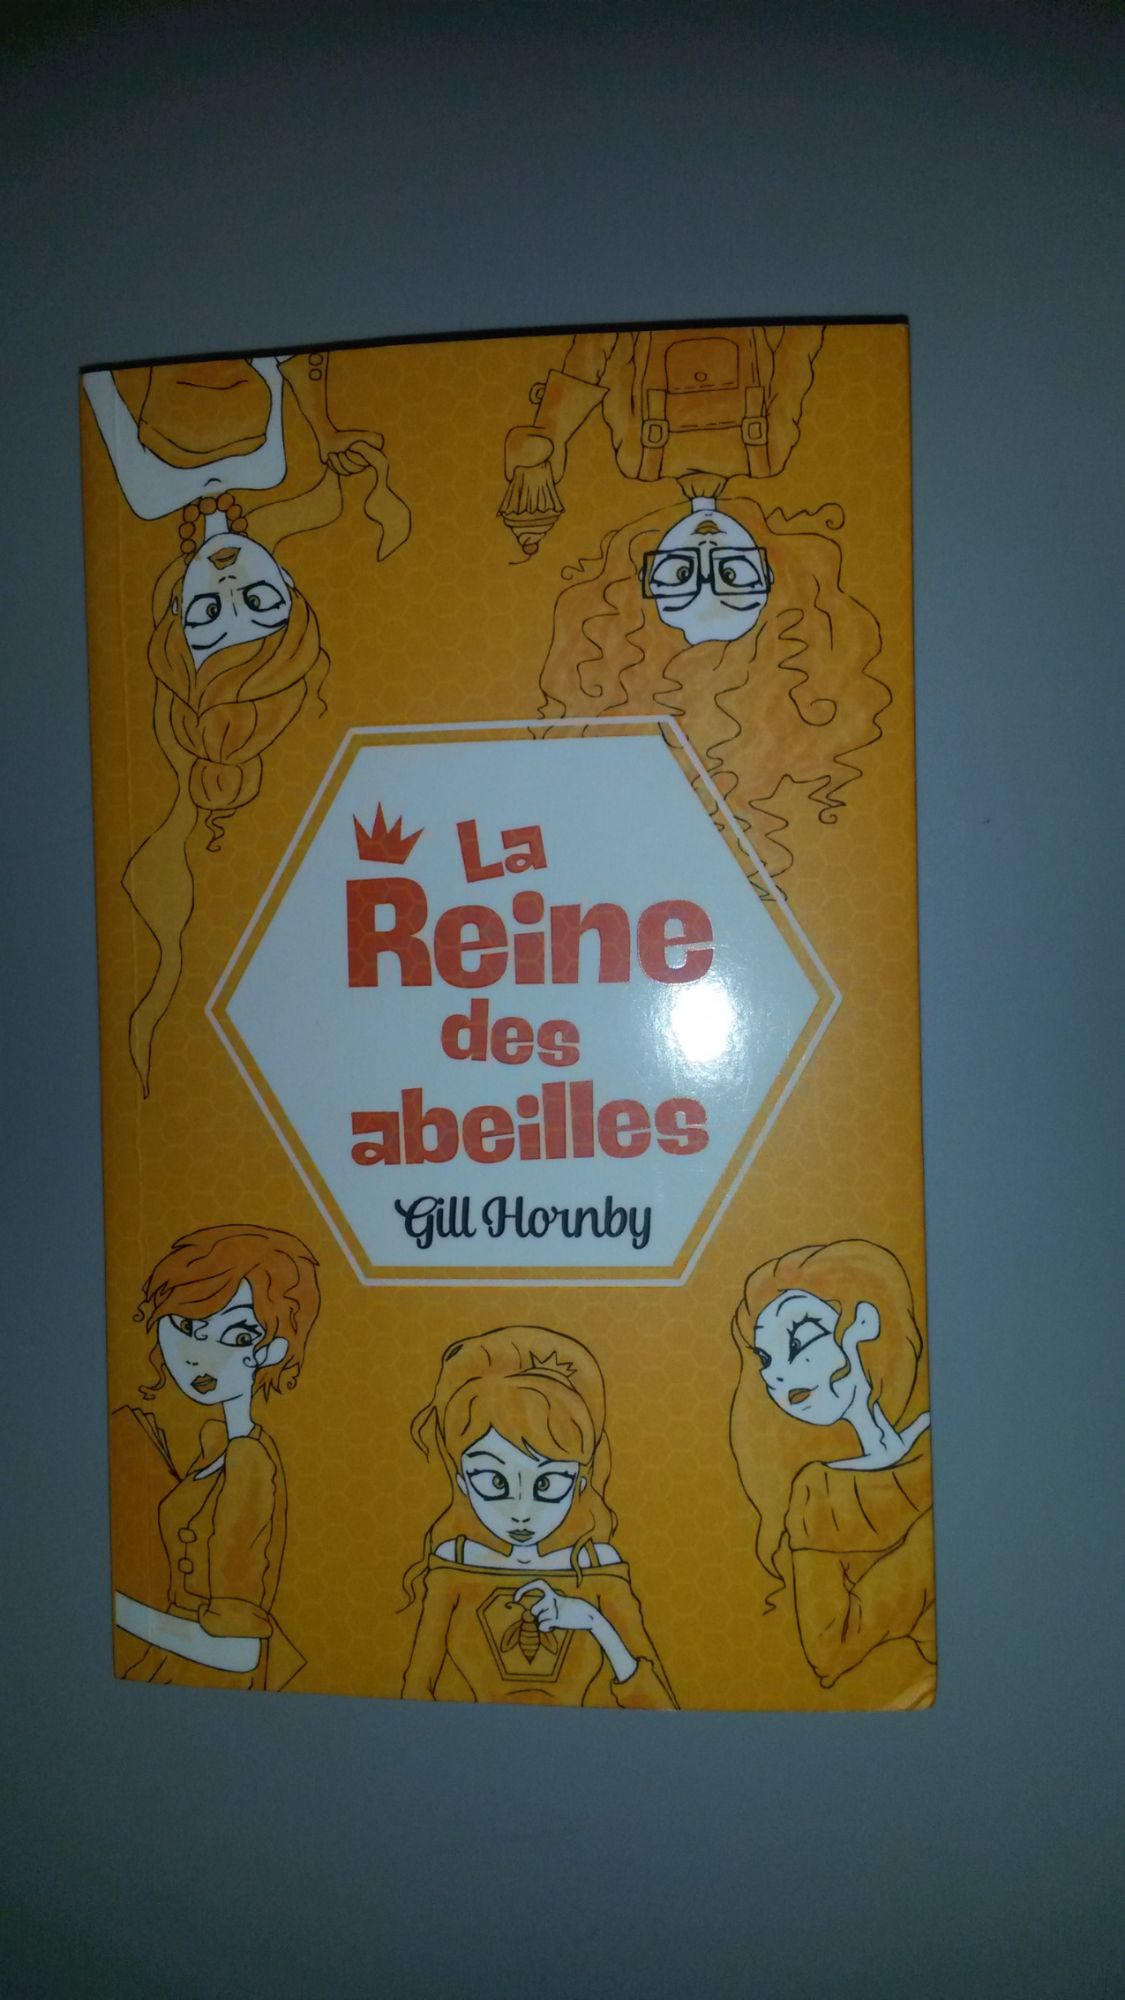 La
Reine
des
abeilles
Gill Hornby